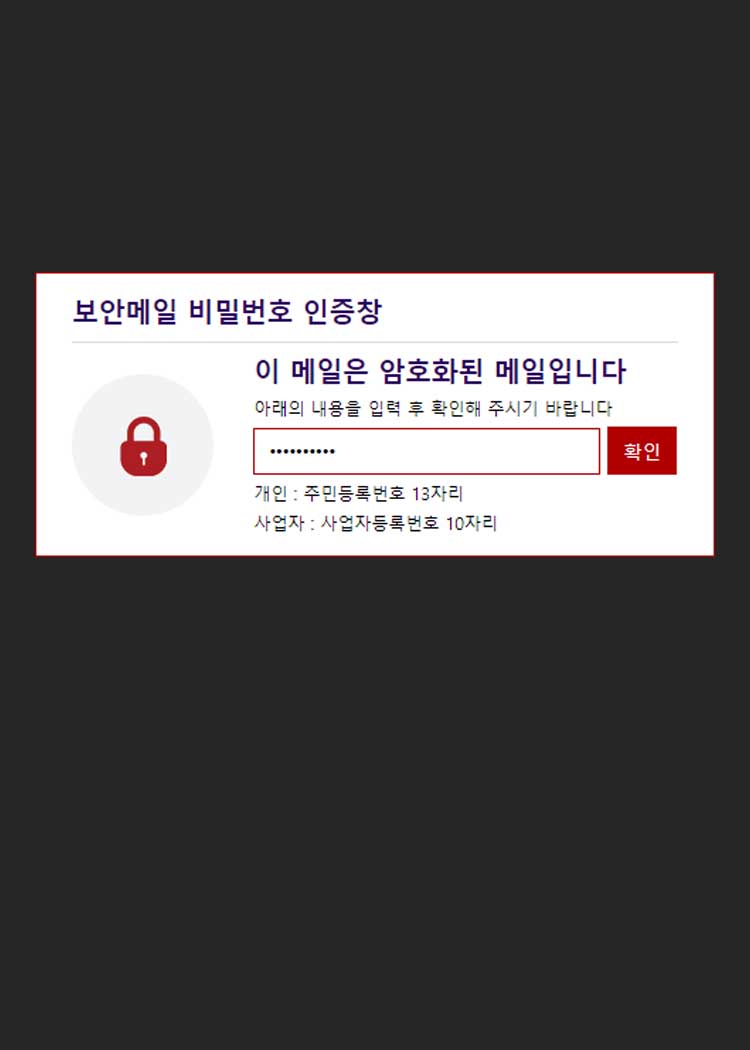 보안메일 비밀번호 인증창
이 메일은 암호화된 메일입니다
아래의 내용을 입력 후 확인해 주시기 바랍니다
•••••••••• 확인
개인 : 주민등록번호 13자리
사업자 : 사업자등록번호 10자리